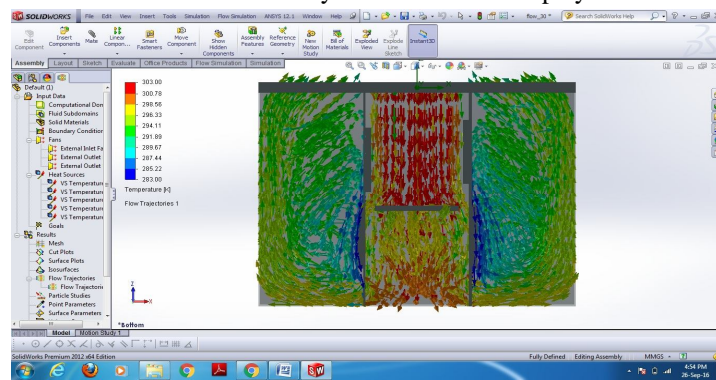 SOLIDWORKS File Edit View Insert Tools Simulation Flow Simulation ANSYS 12.1 Window Help flow_30 * Search SolidWorks Help
Edit Component
Insert Components
Mate
Linear Compon...
Smart Fasteners
Move Component
Show Hidden Components
Assembly Features
Reference Geometry
New Motion Study
Bill of Materials
Exploded View
Explode Line Sketch
Instant3D
Assembly Layout Sketch Evaluate Office Products Flow Simulation Simulation
Default (1)
Input Data
Computational Don
Fluid Subdomains
Solid Materials
Boundary Condition
Fans
External Inlet Fa
External Outlet
External Outlet
Heat Sources
VS Temperature
VS Temperature
VS Temperature
VS Temperature
VS Temperature
Goals
Results
Mesh
Cut Plots
Surface Plots
Isosurfaces
Flow Trajectories
Flow Trajectorie
Particle Studies
Point Parameters
Surface Parameters
303.00
300.78
298.56
296.33
294.11
291.89
289.67
287.44
285.22
283.00
Temperature [K]
Flow Trajectories 1
Z
X
*Bottom
Model Motion Study 1
SolidWorks Premium 2012 x64 Edition Fully Defined Editing Assembly MMGS
4:54 PM
26-Sep-16